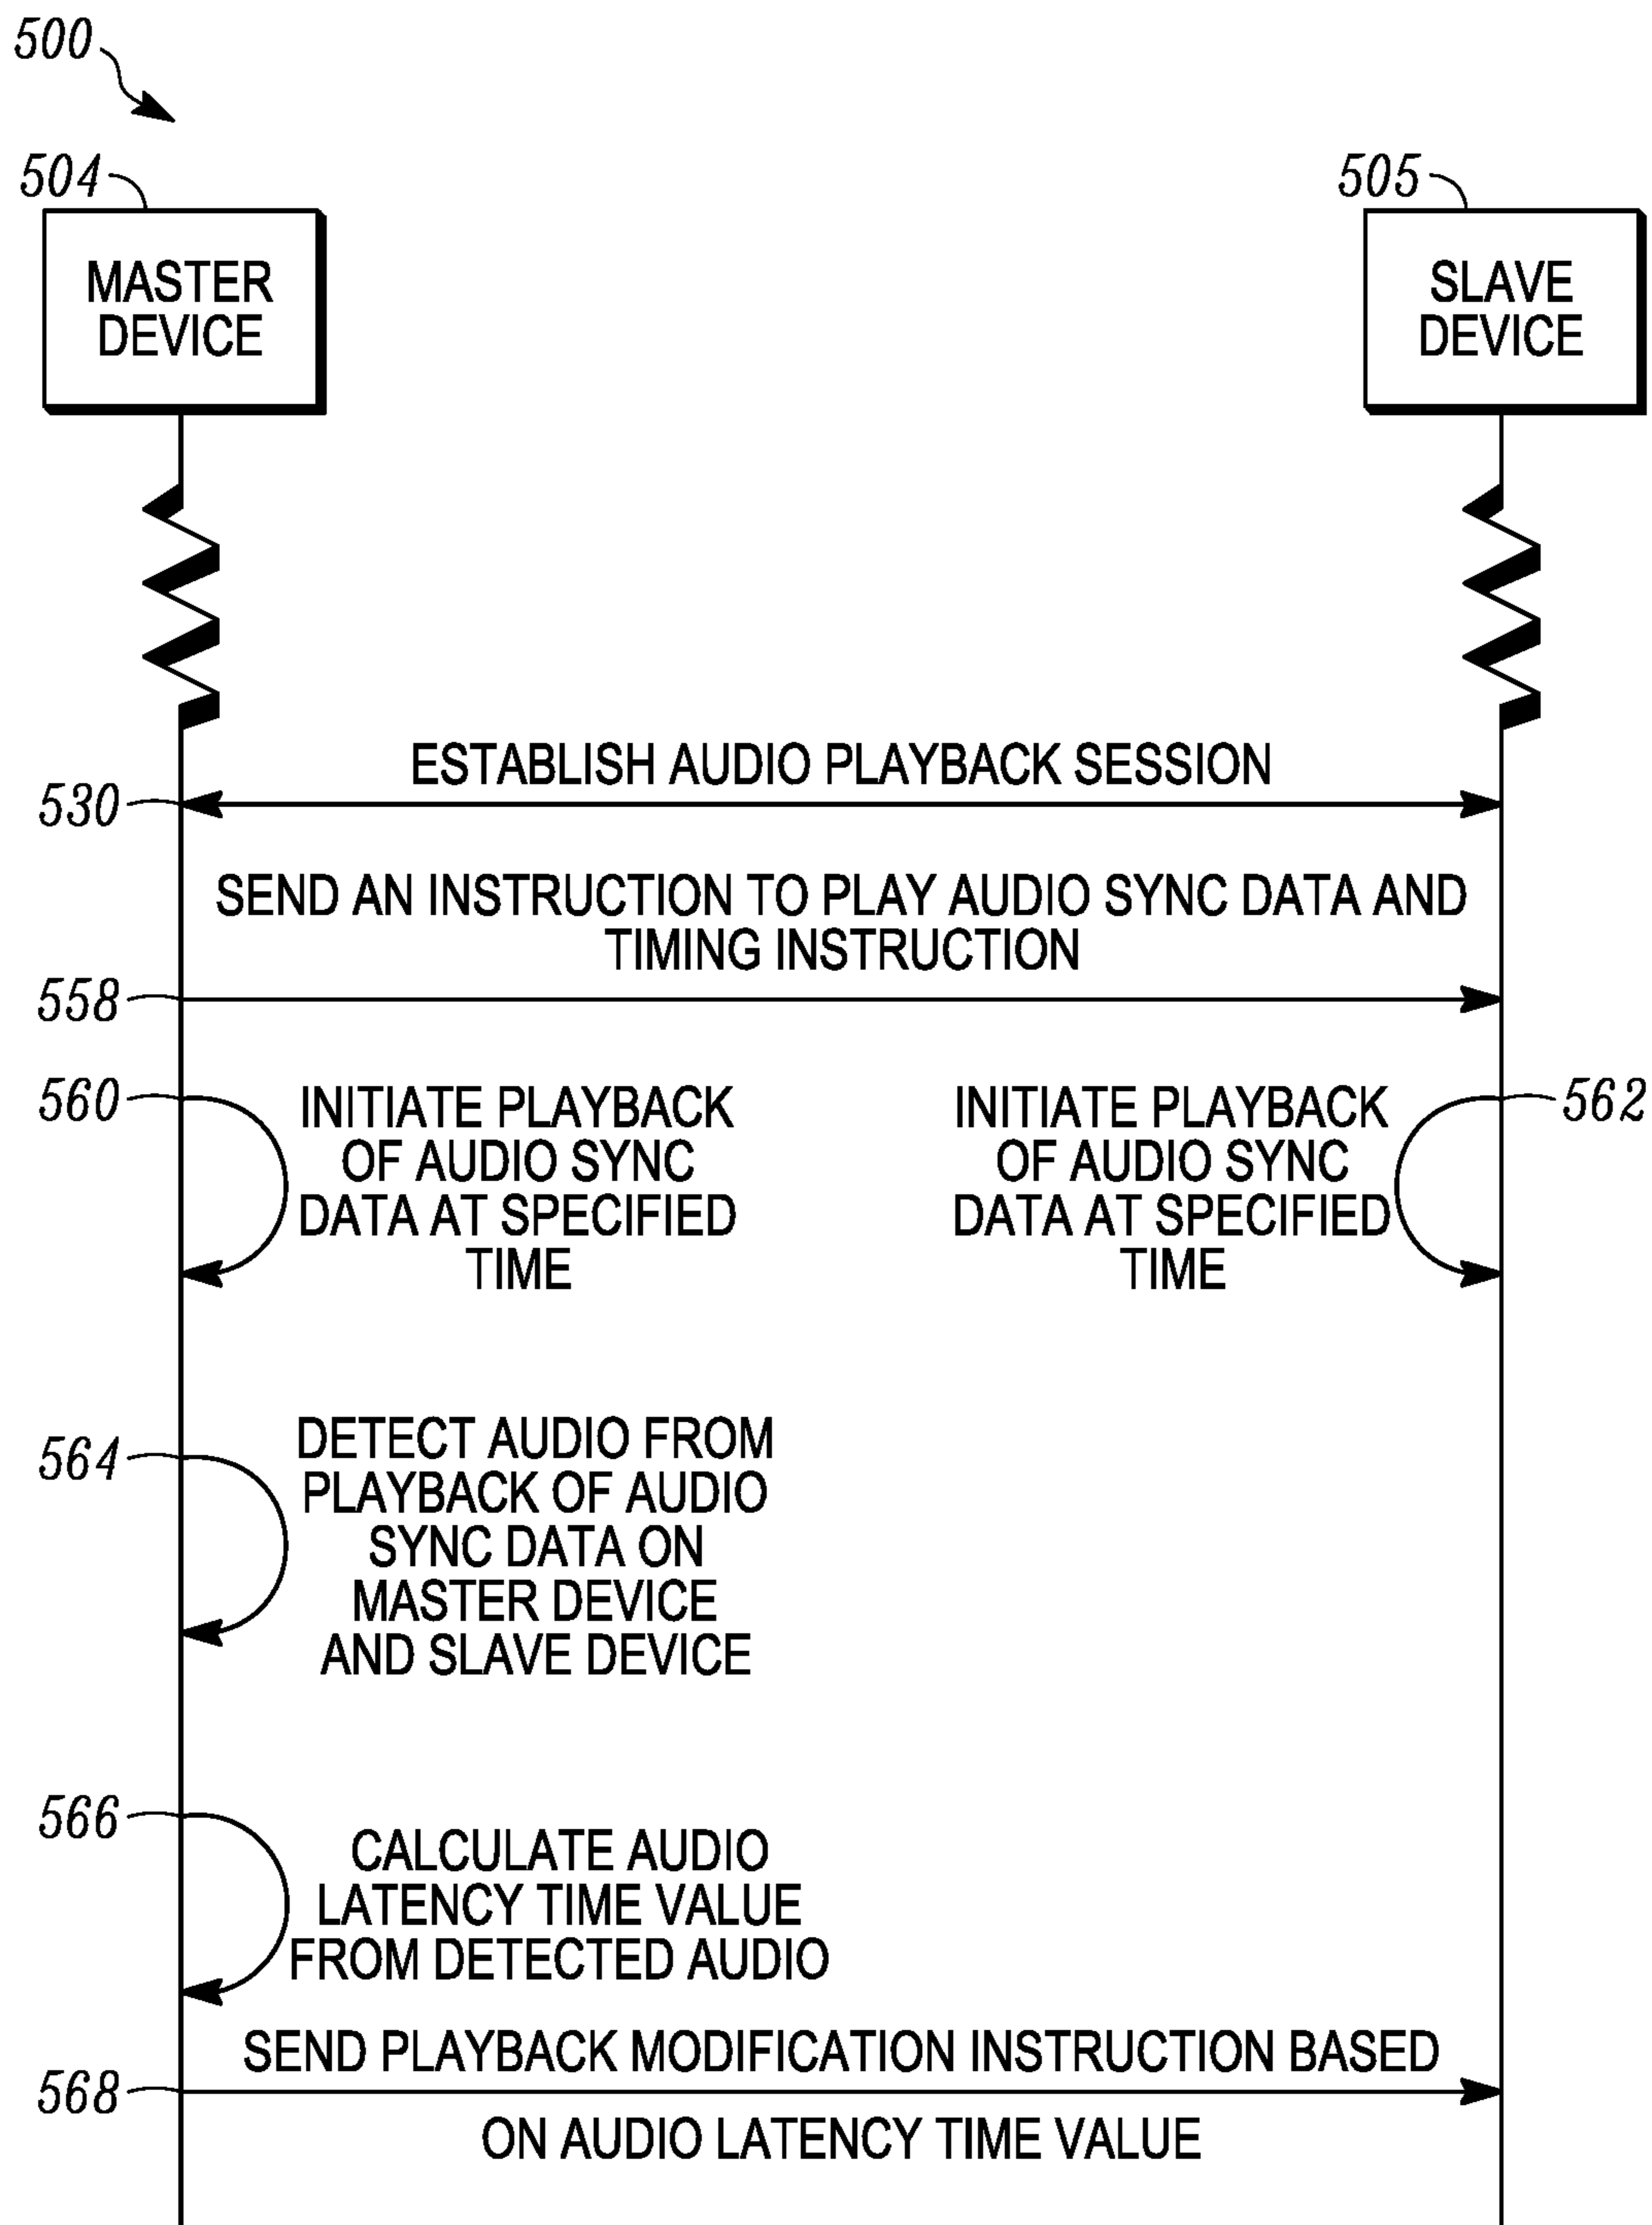 500
504
505
MASTER
DEVICE
SLAVE
DEVICE
ESTABLISH AUDIO PLAYBACK SESSION
530
SEND AN INSTRUCTION TO PLAY AUDIO SYNC DATA AND
TIMING INSTRUCTION
558
560
INITIATE PLAYBACK
OF AUDIO SYNC
DATA AT SPECIFIED
TIME
INITIATE PLAYBACK
OF AUDIO SYNC
DATA AT SPECIFIED
TIME
562
564
DETECT AUDIO FROM
PLAYBACK OF AUDIO
SYNC DATA ON
MASTER DEVICE
AND SLAVE DEVICE
566
CALCULATE AUDIO
LATENCY TIME VALUE
FROM DETECTED AUDIO
SEND PLAYBACK MODIFICATION INSTRUCTION BASED
568
ON AUDIO LATENCY TIME VALUE